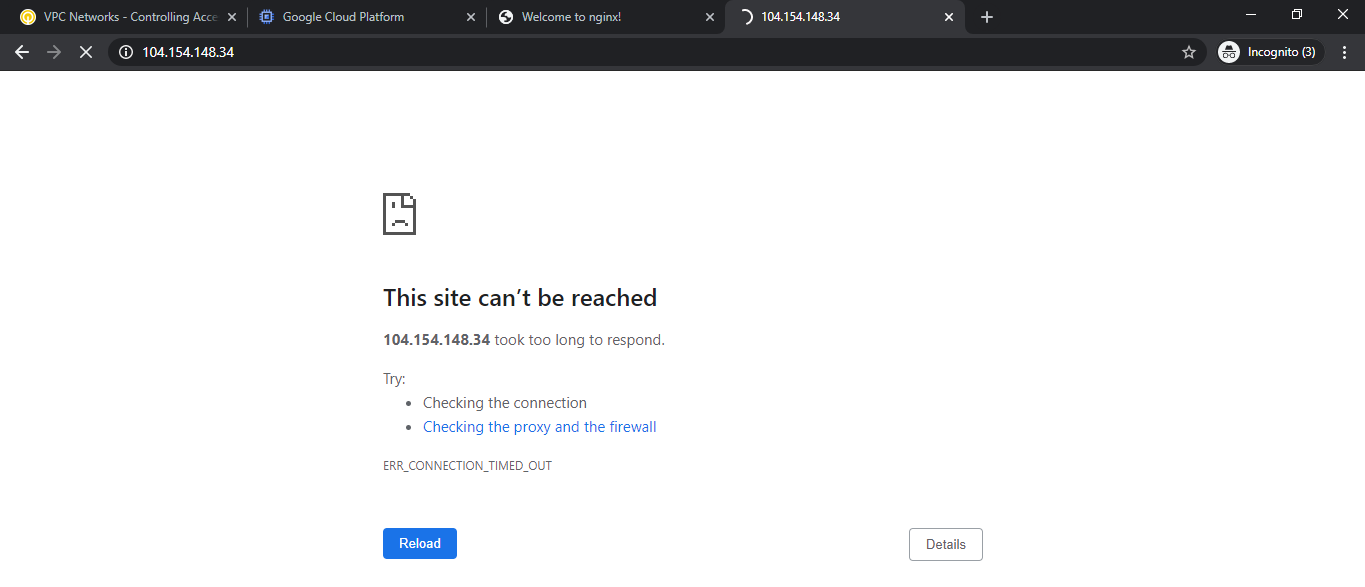 VPC Networks - Controlling Acce
Google Cloud Platform
Welcome to nginx!
104.154.148.34
104.154.148.34
Incognito (3)
This site can’t be reached
104.154.148.34 took too long to respond.
Try:
Checking the connection
Checking the proxy and the firewall
ERR_CONNECTION_TIMED_OUT
Reload
Details